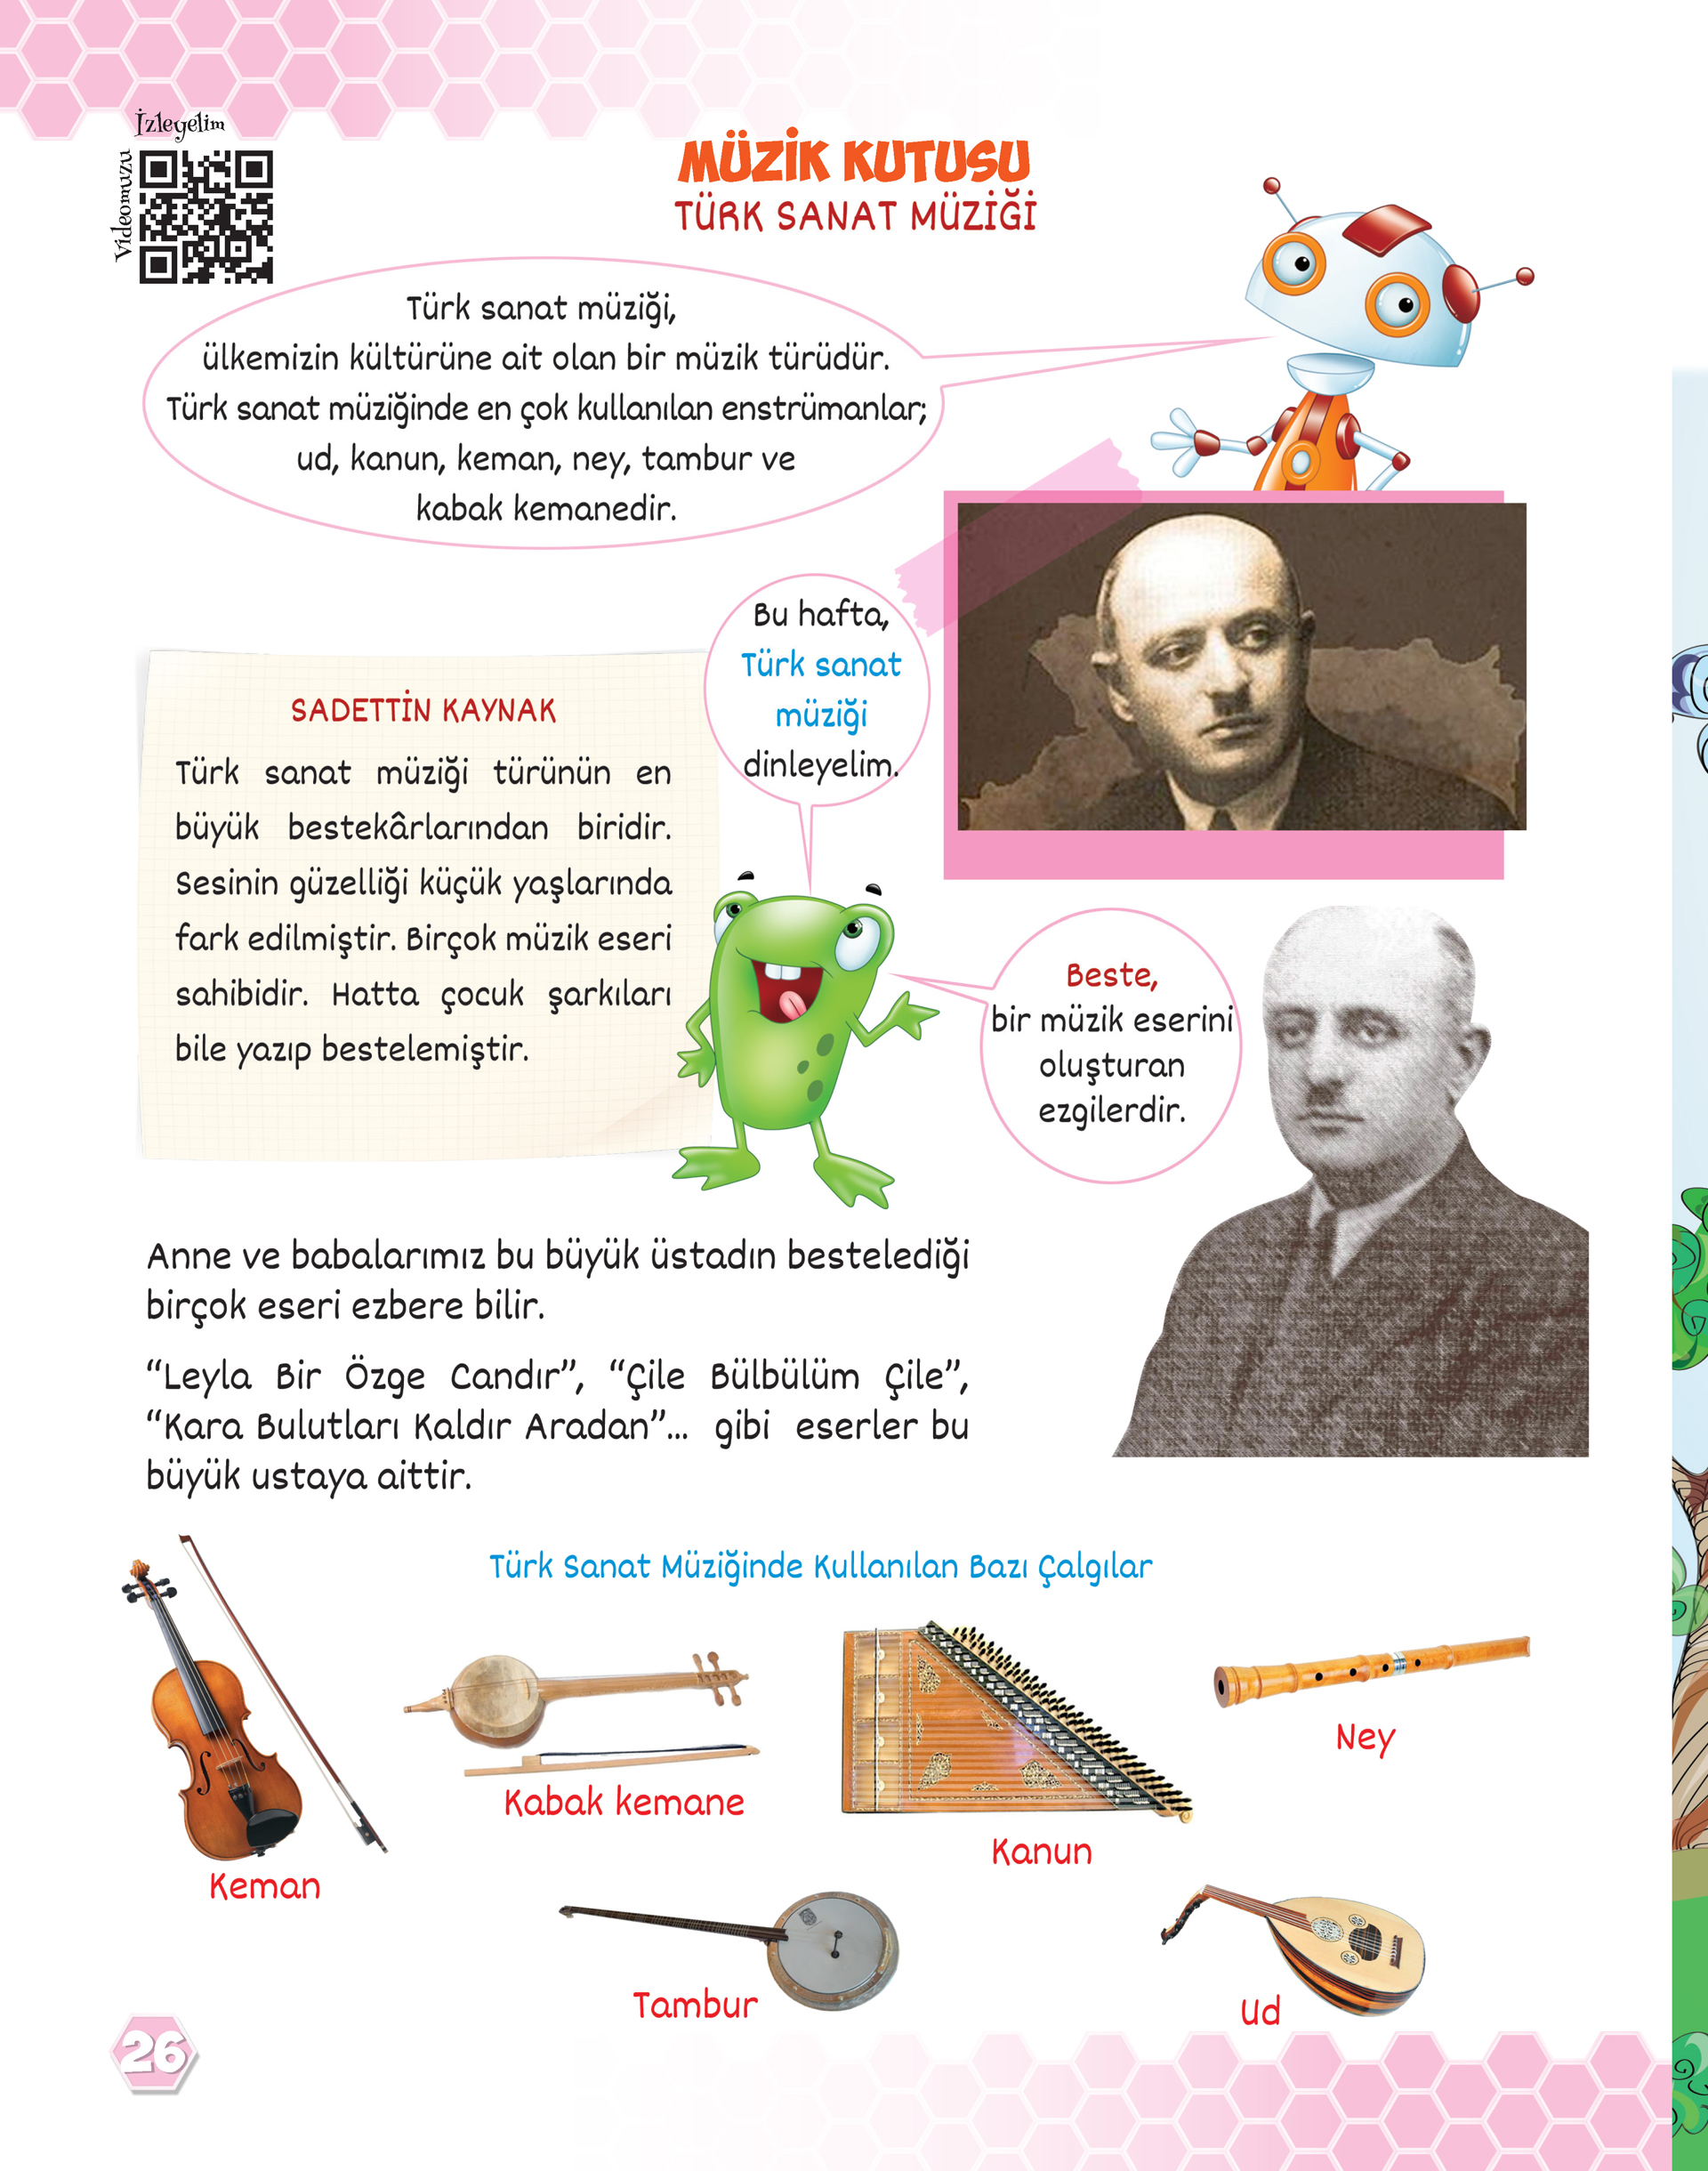 İzleyelim
Videomuzu
MÜZİK KUTUSU
TÜRK SANAT MÜZİĞİ
Türk sanat müziği,
ülkemizin kültürüne ait olan bir müzik türüdür.
Türk sanat müziğinde en çok kullanılan enstrümanlar;
ud, kanun, keman, ney, tambur ve
kabak kemanedir.
Bu hafta,
Türk sanat
müziği
dinleyelim.
SADETTİN KAYNAK
Türk sanat müziği türünün en
büyük bestekârlarından biridir.
Sesinin güzelliği küçük yaşlarında
fark edilmiştir. Birçok müzik eseri
sahibidir. Hatta çocuk şarkıları
bile yazıp bestelemiştir.
Beste,
bir müzik eserini
oluşturan
ezgilerdir.
Anne ve babalarımız bu büyük üstadın bestelediği
birçok eseri ezbere bilir.
“Leyla Bir Özge Candır”, “Çile Bülbülüm Çile”,
“Kara Bulutları Kaldır Aradan”... gibi eserler bu
büyük ustaya aittir.
Türk Sanat Müziğinde Kullanılan Bazı Çalgılar
Keman
Kabak kemane
Kanun
Ney
Tambur
Ud
26